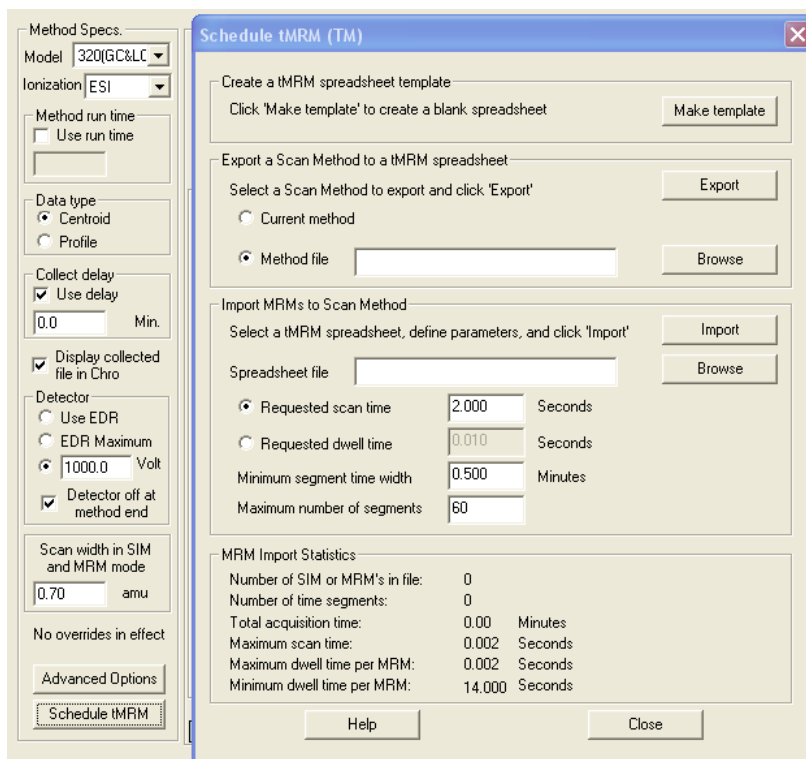 Method Specs.
Model 320(GC&LC
Ionization ESI
Method run time
Use run time
Data type
Centroid
Profile
Collect delay
Use delay
0.0 Min.
Display collected
file in Chro
Detector
Use EDR
EDR Maximum
1000.0 Volt
Detector off at
method end
Scan width in SIM
and MRM mode
0.70 amu
No overrides in effect
Advanced Options
Schedule tMRM
Schedule tMRM (TM)
Create a tMRM spreadsheet template
Click 'Make template' to create a blank spreadsheet Make template
Export a Scan Method to a tMRM spreadsheet
Select a Scan Method to export and click 'Export' Export
Current method
Method file Browse
Import MRMs to Scan Method
Select a tMRM spreadsheet, define parameters, and click 'Import' Import
Spreadsheet file Browse
Requested scan time 2.000 Seconds
Requested dwell time 0.010 Seconds
Minimum segment time width 0.500 Minutes
Maximum number of segments 60
MRM Import Statistics
Number of SIM or MRM's in file: 0
Number of time segments: 0
Total acquisition time: 0.00 Minutes
Maximum scan time: 0.002 Seconds
Maximum dwell time per MRM: 0.002 Seconds
Minimum dwell time per MRM: 14.000 Seconds
Help Close